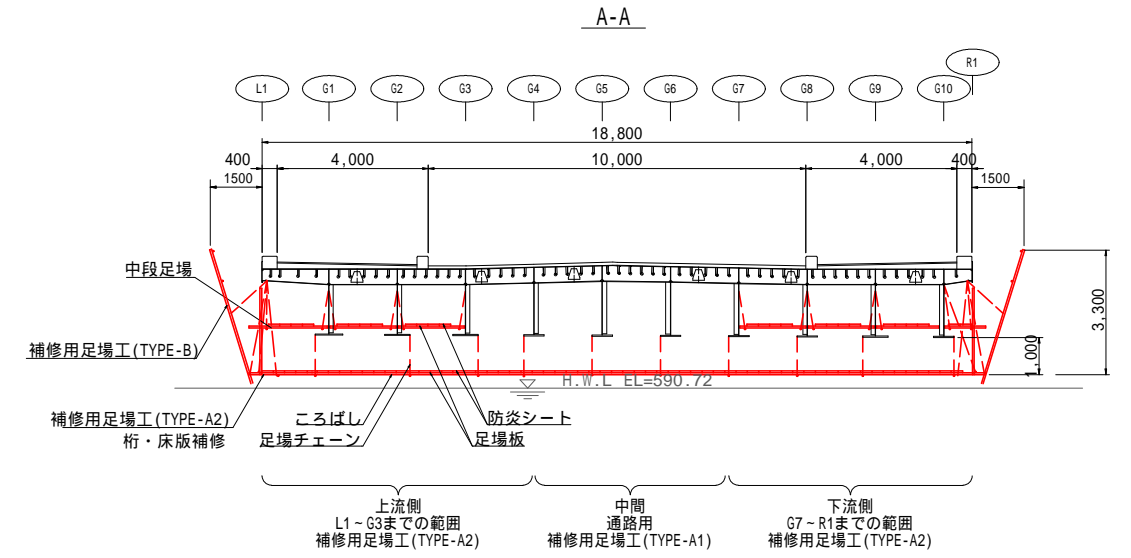 A-A
R1
L1 G1 G2 G3 G4 G5 G6 G7 G8 G9 G10
18,800
400 4,000 10,000 4,000 400
1500 1500
中段足場
3,300
補修用足場工(TYPE-B)
1,000
H.W.L EL=590.72
補修用足場工(TYPE-A2)
桁・床版補修
ころばし
足場チェーン
防炎シート
足場板
上流側
L1~G3までの範囲
補修用足場工(TYPE-A2)
中間
通路用
補修用足場工(TYPE-A1)
下流側
G7~R1までの範囲
補修用足場工(TYPE-A2)